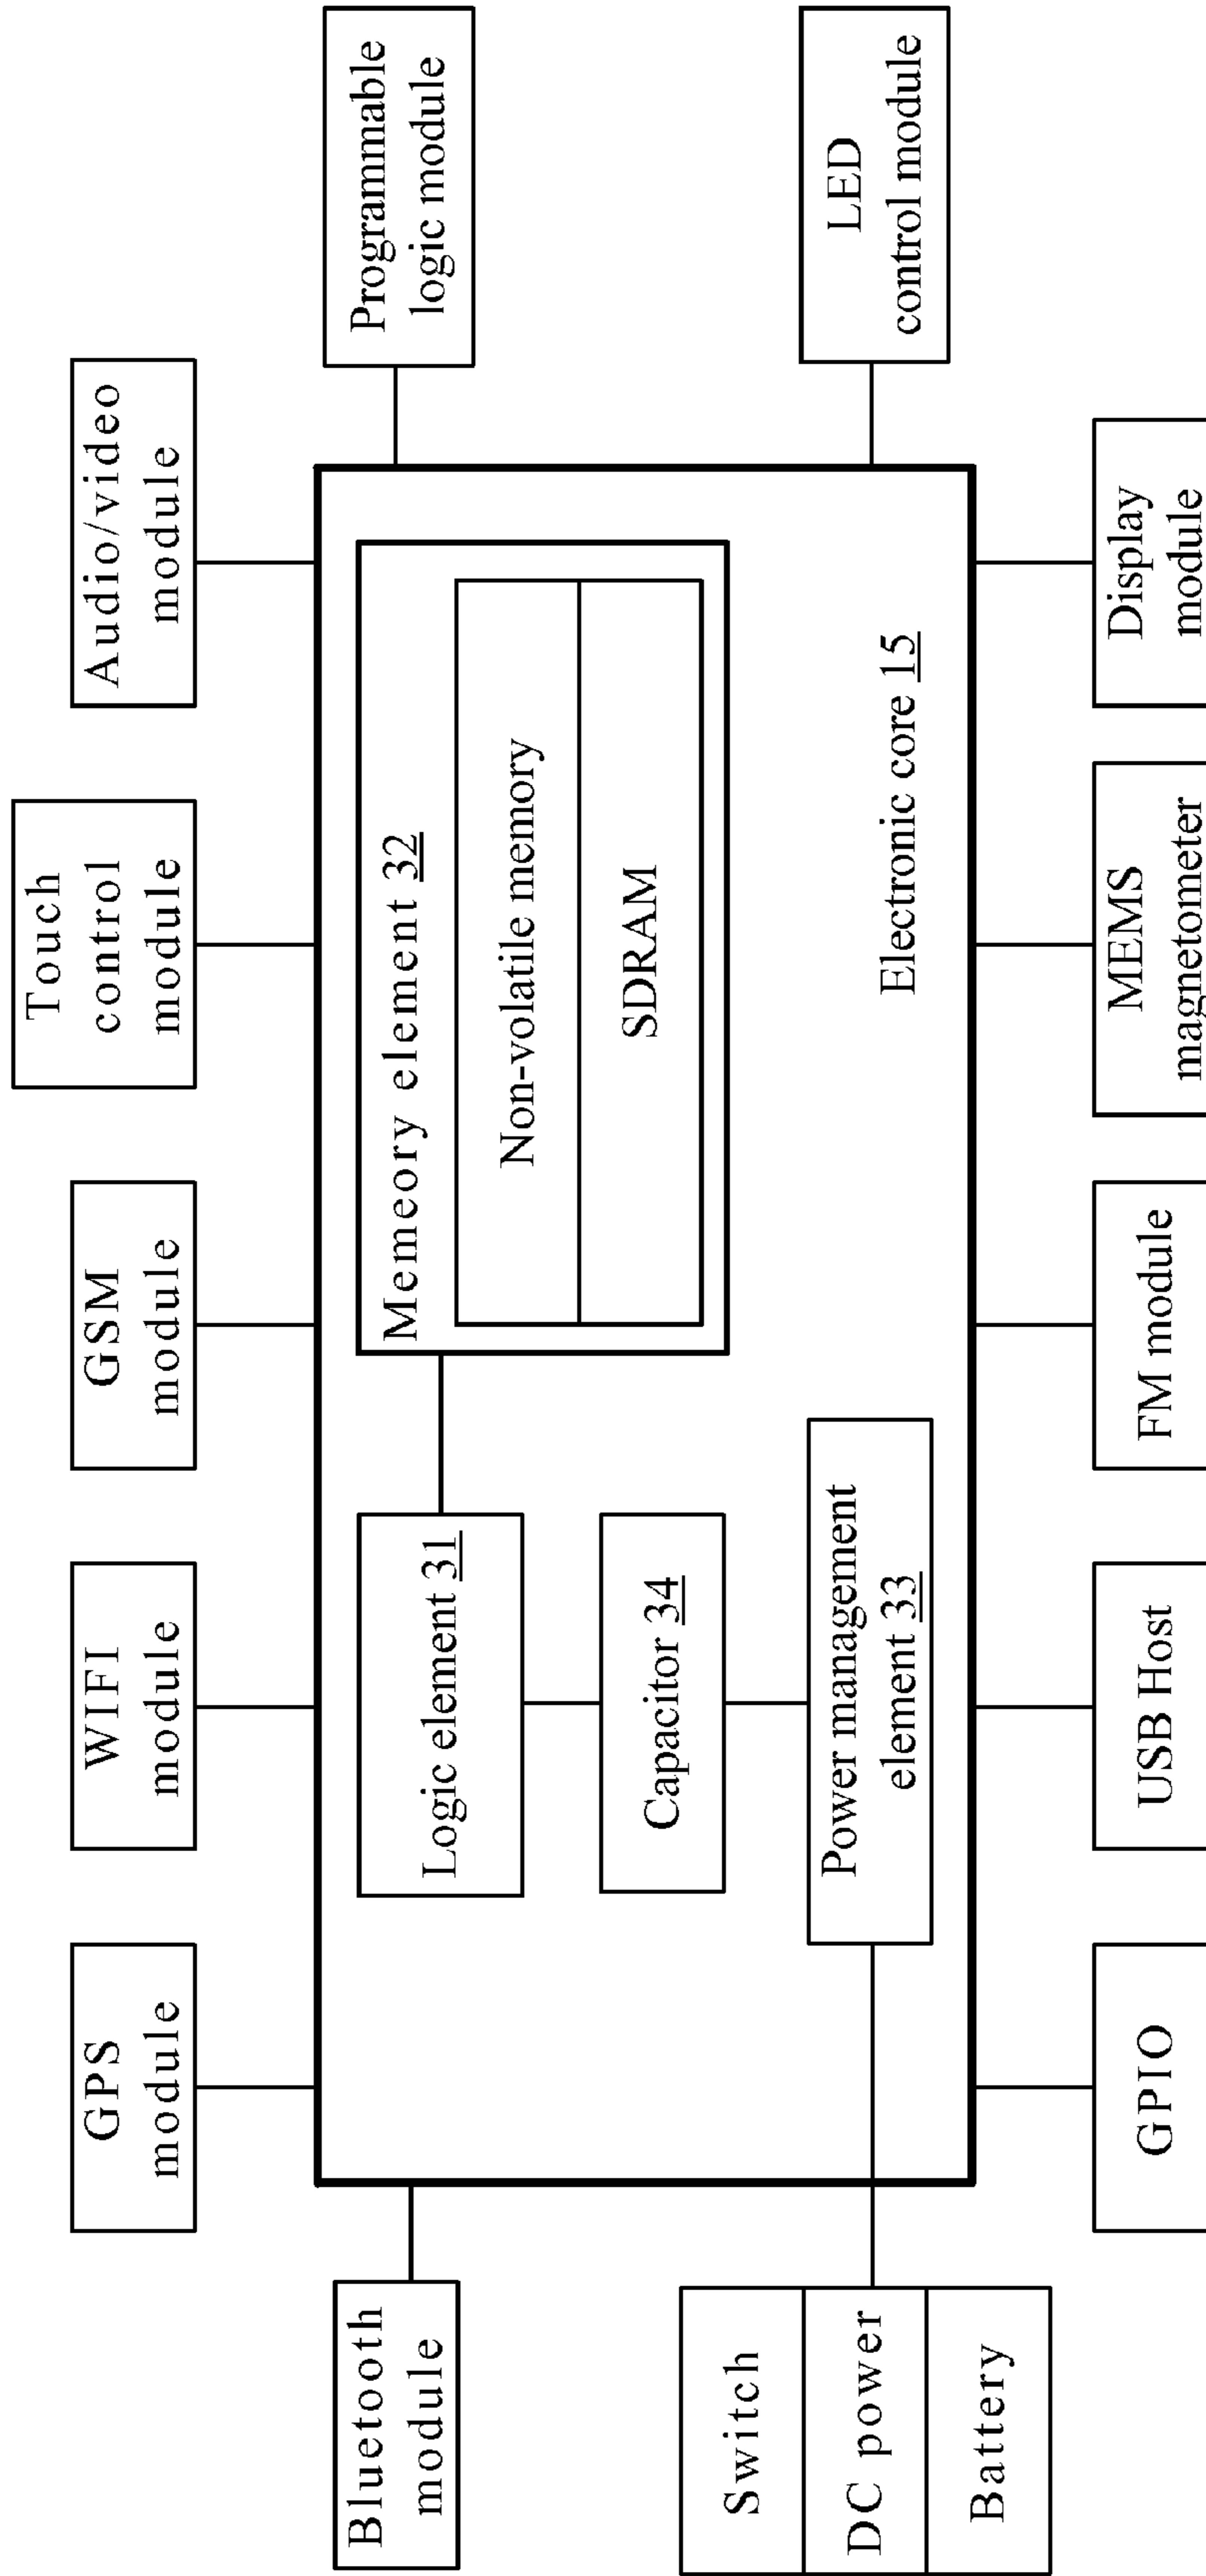 GPS
module
WIFI
module
GSM
module
Touch
control
module
Audio/video
module
Bluetooth
module
Programmable
logic module
Logic element 31
Memeory element 32
Non-volatile memory
SDRAM
Capacitor 34
Power management
element 33
Electronic core 15
Switch
DC power
Battery
LED
control module
GPIO
USB Host
FM module
MEMS
magnetometer
Display
module